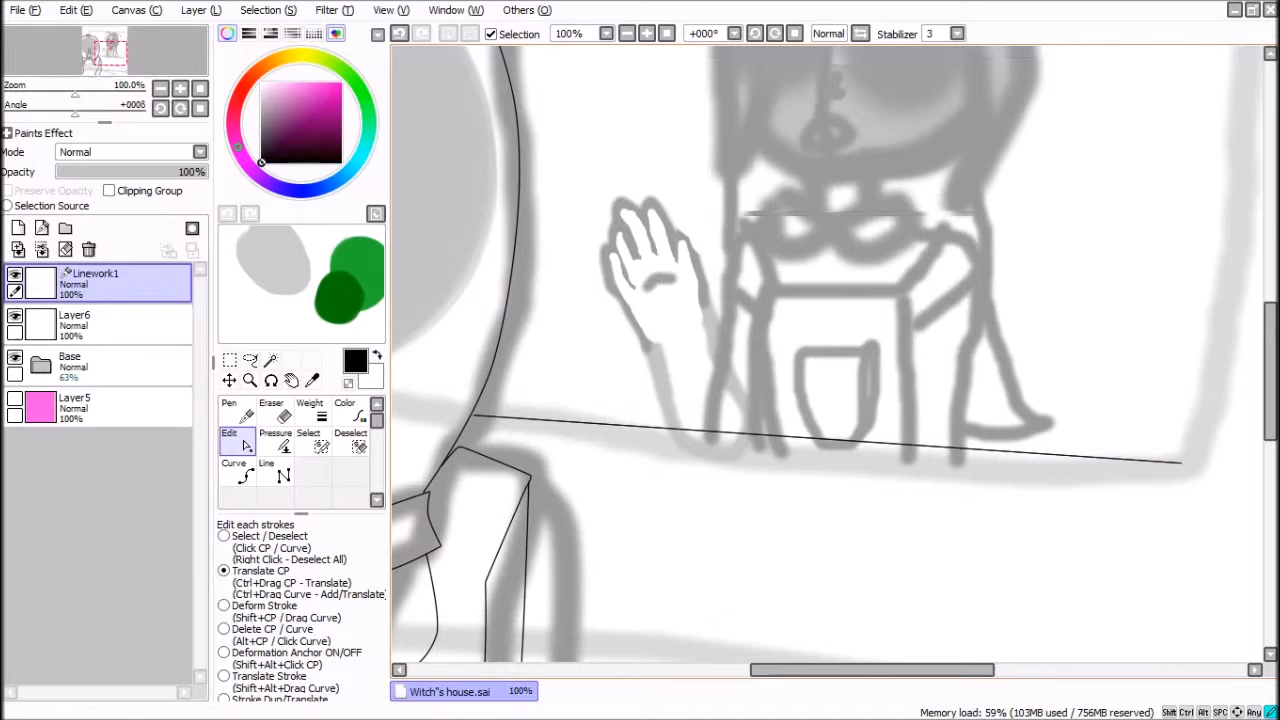 File (F) Edit (E) Canvas (C) Layer (L) Selection (S) Filter (T) View (V) Window (W) Others (O)
Selection 100% +000° Normal Stabilizer 3
Zoom 100.0%
Angle +000ß
Paints Effect
Mode Normal
Opacity 100%
Preserve Opacity Clipping Group
Selection Source
Linework1
Normal
100%
Layer6
Normal
100%
Base
Normal
63%
Layer5
Normal
100%
Pen Eraser Weight Color
Edit Pressure Select Deselect
Curve Line
Edit each strokes
Select / Deselect
(Click CP / Curve)
(Right Click - Deselect All)
Translate CP
(Ctrl+Drag CP - Translate)
(Ctrl+Drag Curve - Add/Translate
Deform Stroke
(Shift+CP / Drag Curve)
Delete CP / Curve
(Alt+CP / Click Curve)
Deformation Anchor ON/OFF
(Shift+Alt+Click CP)
Translate Stroke
(Shift+Alt+Drag Curve)
Stroke Dup/Translate
Witch"s house.sai 100%
Memory load: 59% (103MB used / 756MB reserved) Shift Ctrl Alt SPC Any